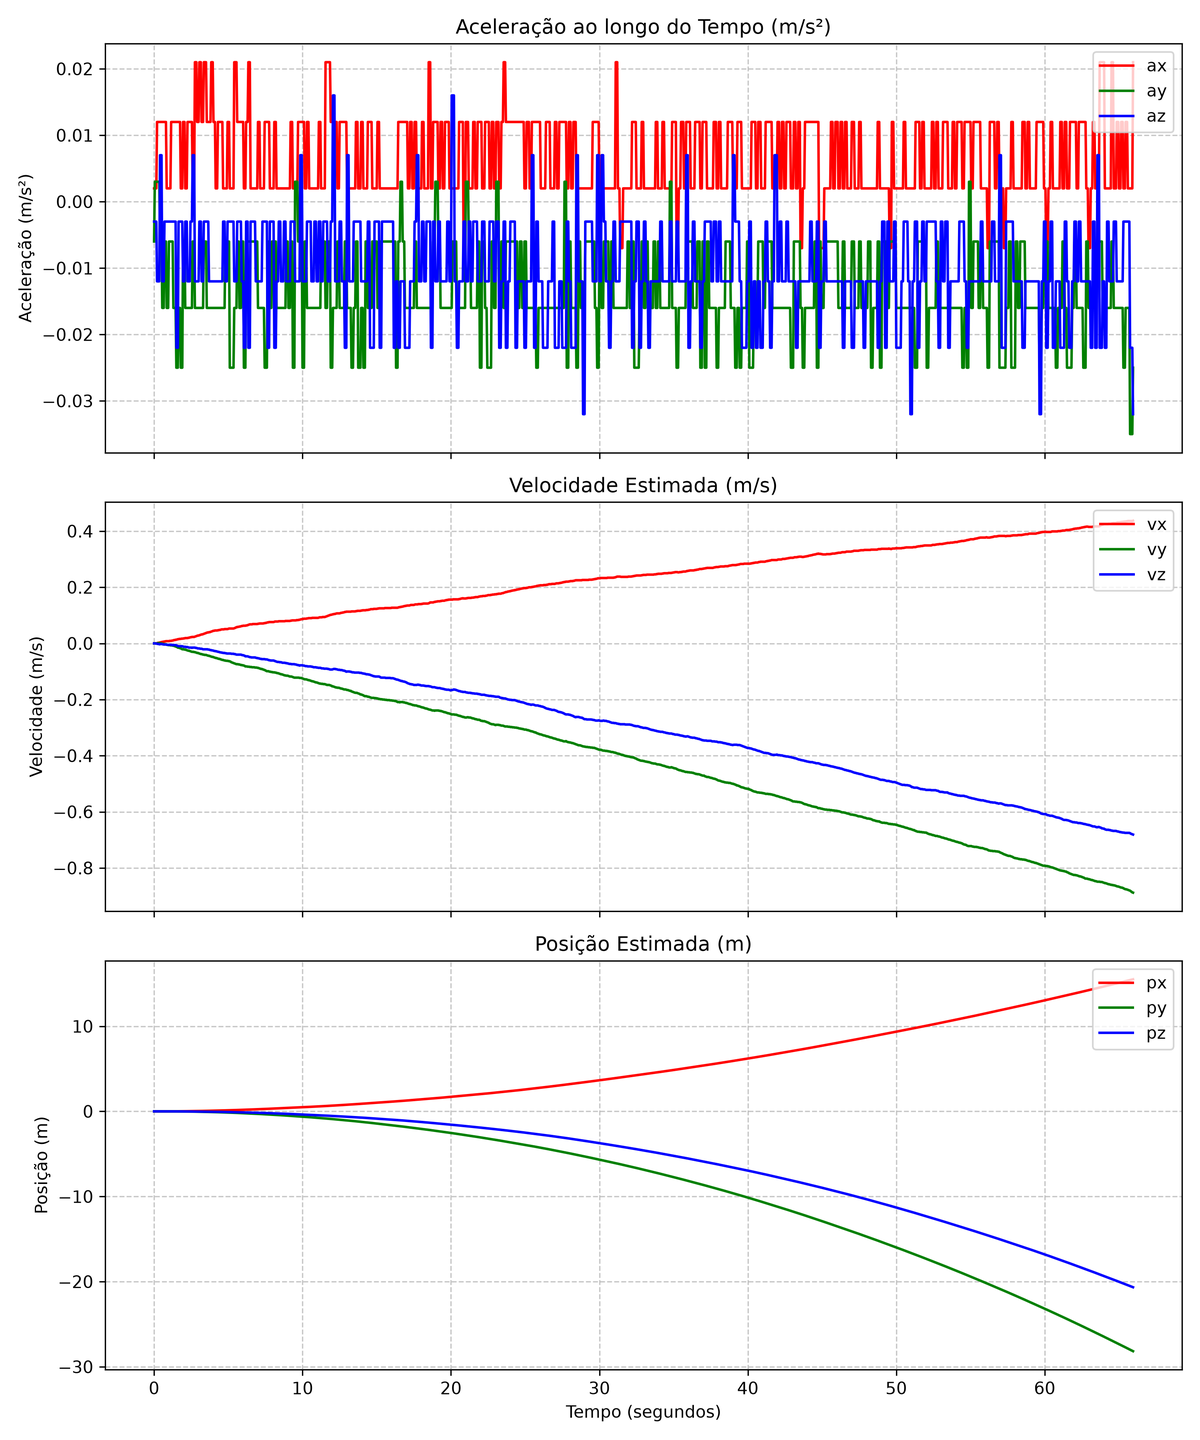 Aceleração ao longo do Tempo (m/s²)
Aceleração (m/s²)
0.02
0.01
0.00
−0.01
−0.02
−0.03
ax
ay
az
Velocidade Estimada (m/s)
Velocidade (m/s)
0.4
0.2
0.0
−0.2
−0.4
−0.6
−0.8
vx
vy
vz
Posição Estimada (m)
Posição (m)
10
0
−10
−20
−30
px
py
pz
0 10 20 30 40 50 60
Tempo (segundos)